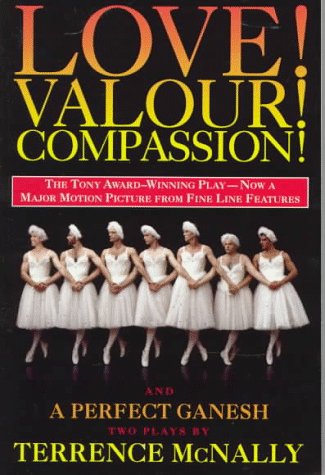 LOVE!
VALOUR!
COMPASSION!
THE TONY AWARD–WINNING PLAY—NOW A
MAJOR MOTION PICTURE FROM FINE LINE FEATURES
AND
A PERFECT GANESH
TWO PLAYS BY
TERRENCE McNALLY